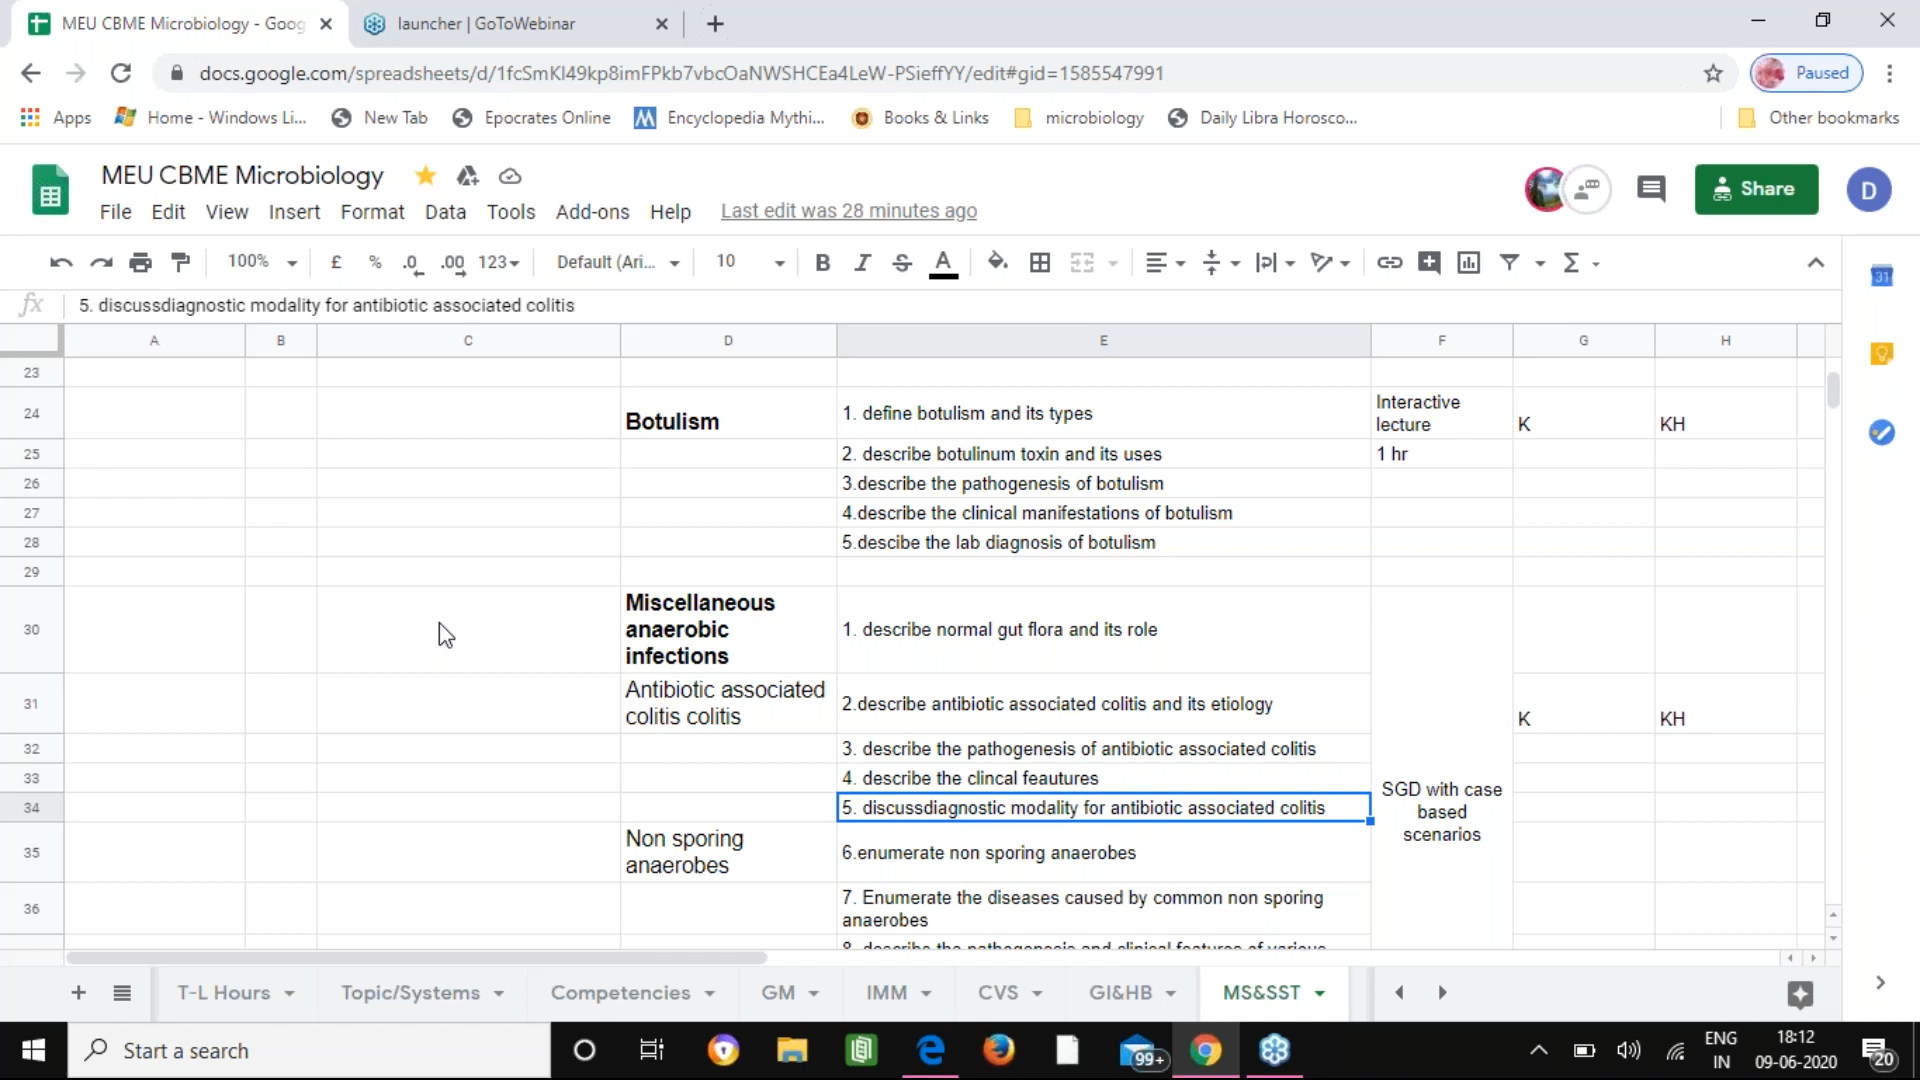 MEU CBME Microbiology - Goog
launcher | GoToWebinar
docs.google.com/spreadsheets/d/1fcSmKl49kp8imFPkb7vbcOaNWSHCEa4LeW-PSieffYY/edit#gid=1585547991
Paused
Apps
Home - Windows Li...
New Tab
Epocrates Online
Encyclopedia Mythi...
Books & Links
microbiology
Daily Libra Horosco...
Other bookmarks
MEU CBME Microbiology
Share
D
File Edit View Insert Format Data Tools Add-ons Help Last edit was 28 minutes ago
100% £ % .0 .00 123 Default (Ari... 10 B I S A
31
fx 5. discussdiagnostic modality for antibiotic associated colitis
A B C D E F G H
23
24 Botulism 1. define botulism and its types Interactive lecture K KH
25 2. describe botulinum toxin and its uses 1 hr
26 3.describe the pathogenesis of botulism
27 4.describe the clinical manifestations of botulism
28 5.descibe the lab diagnosis of botulism
29
30 Miscellaneous anaerobic infections 1. describe normal gut flora and its role
31 Antibiotic associated colitis colitis 2.describe antibiotic associated colitis and its etiology K KH
32 3. describe the pathogenesis of antibiotic associated colitis
33 4. describe the clincal feautures
34 5. discussdiagnostic modality for antibiotic associated colitis
SGD with case based scenarios
35 Non sporing anaerobes 6.enumerate non sporing anaerobes
36 7. Enumerate the diseases caused by common non sporing anaerobes
8. describe the pathogenesis and clinical features of various
T-L Hours Topic/Systems Competencies GM IMM CVS GI&HB MS&SST
Start a search
99+
ENG
IN
18:12
09-06-2020
20